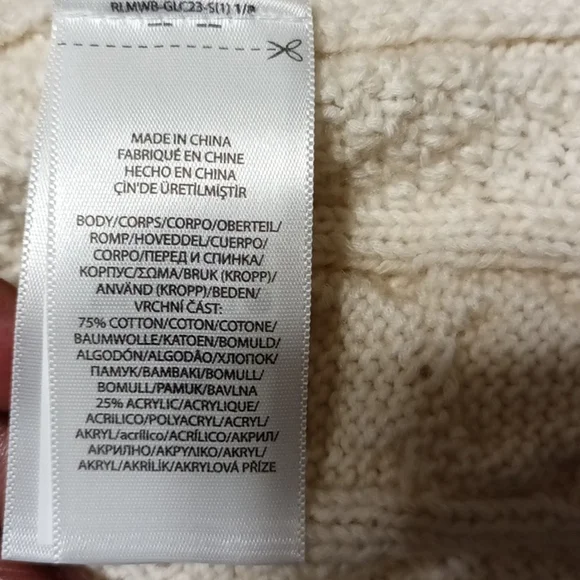 RLMWB-GLC23-S(1) 1/8
MADE IN CHINA
FABRIQUÉ EN CHINE
HECHO EN CHINA
ÇİN'DE ÜRETİLMİŞTİR
BODY/CORPS/CORPO/OBERTEIL/
ROMP/HOVEDDEL/CUERPO/
CORPO/ПЕРЕД И СПИНКА/
КОРПУС/ΣΩΜΑ/BRUK (KROPP)/
ANVÄND (KROPP)/BEDEN/
VRCHNÍ ČÁST:
75% COTTON/COTON/COTONE/
BAUMWOLLE/KATOEN/BOMULD/
ALGODÓN/ALGODÃO/ХЛОПОК/
ПАМУК/ΒΑΜΒΑΚΙ/BOMULL/
BOMULL/PAMUK/BAVLNA
25% ACRYLIC/ACRYLIQUE/
ACRILICO/POLYACRYL/ACRYL/
AKRYL/acrílico/ACRÍLICO/АКРИЛ/
АКРИЛНО/ΑΚΡΥΛΙΚΟ/AKRYL/
AKRYL/AKRİLİK/AKRYLOVÁ PŘÍZE